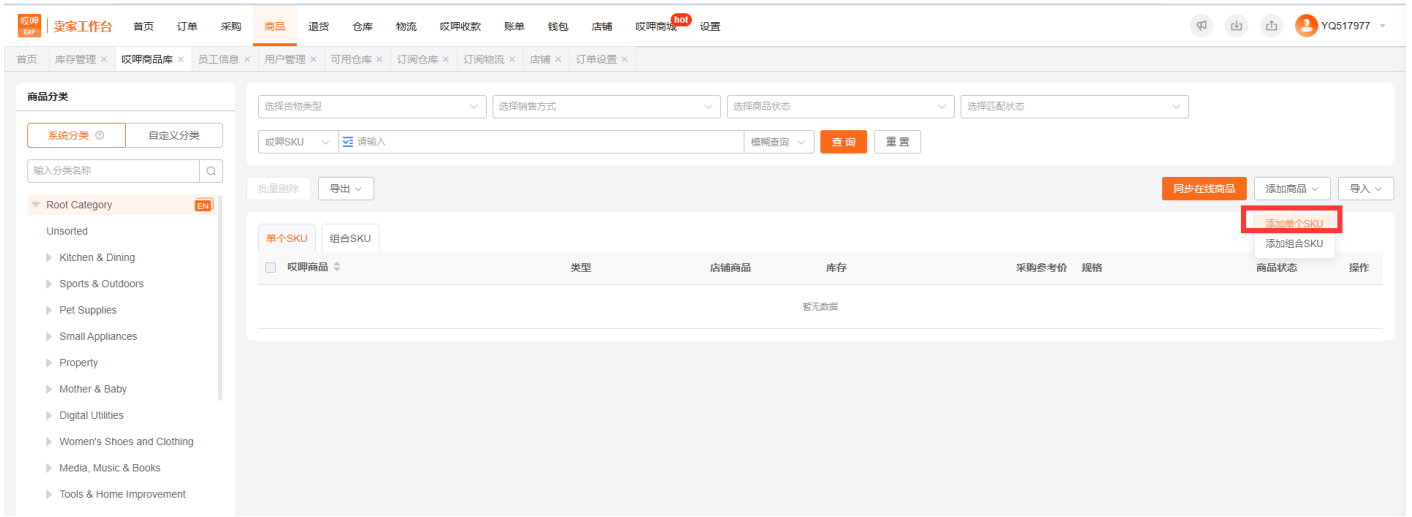 哎呷 ERP 卖家工作台 首页 订单 采购 商品 退货 仓库 物流 哎呷收款 账单 钱包 店铺 哎呷商城 hot 设置 YQ517977
首页 库存管理 × 哎呷商品库 × 员工信息 × 用户管理 × 可用仓库 × 订阅仓库 × 订阅物流 × 店铺 × 订单设置 ×
商品分类
系统分类 ? 自定义分类
输入分类名称
Root Category EN
Unsorted
Kitchen & Dining
Sports & Outdoors
Pet Supplies
Small Appliances
Property
Mother & Baby
Digital Utilities
Women's Shoes and Clothing
Media, Music & Books
Tools & Home Improvement
选择货物类型 选择销售方式 选择商品状态 选择匹配状态
哎呷SKU 请输入 模糊查询 查询 重置
批量删除 导出 同步在线商品 添加商品 导入
添加单个SKU
添加组合SKU
单个SKU 组合SKU
哎呷商品 类型 店铺商品 库存 采购参考价 规格 商品状态 操作
暂无数据